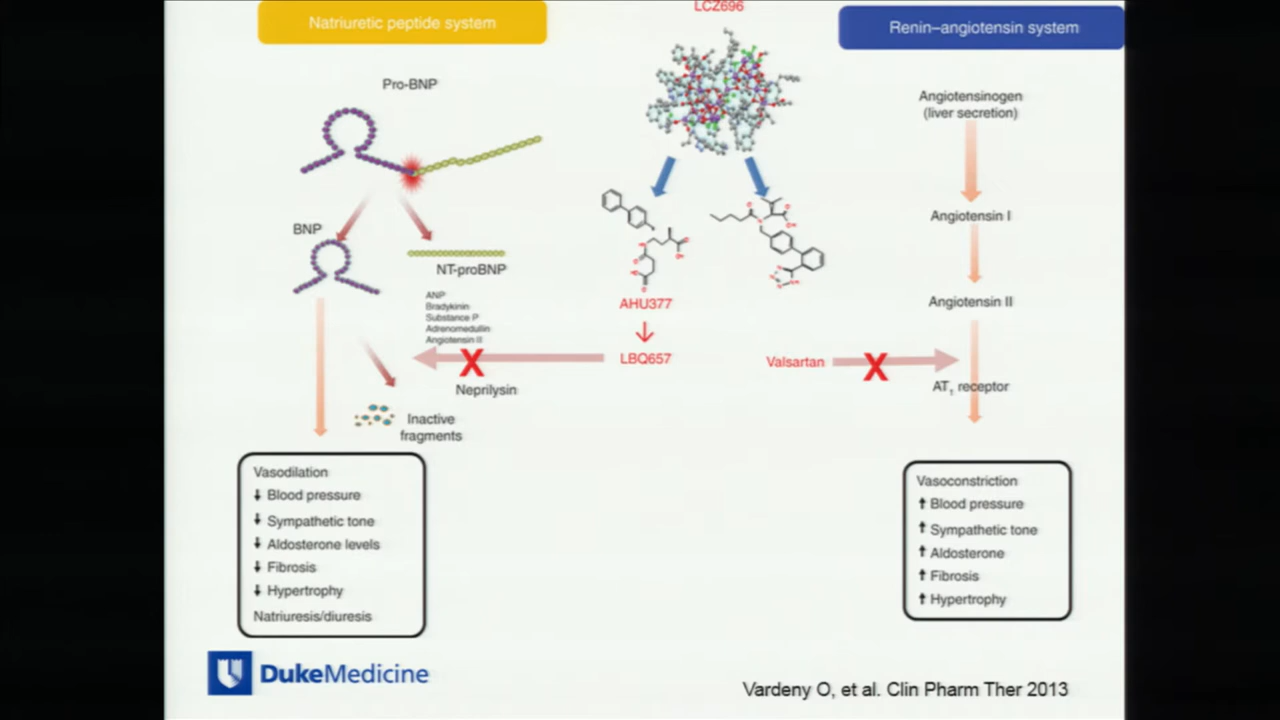 LCZ696
Natriuretic peptide system
Renin–angiotensin system
Pro-BNP
BNP
NT-proBNP
ANP
Bradykinin
Substance P
Adrenomedullin
Angiotensin II
X
Neprilysin
Inactive
fragments
AHU377
LBQ657
Valsartan
X
Angiotensinogen
(liver secretion)
Angiotensin I
Angiotensin II
AT₁ receptor
Vasodilation
↓ Blood pressure
↓ Sympathetic tone
↓ Aldosterone levels
↓ Fibrosis
↓ Hypertrophy
Natriuresis/diuresis
Vasoconstriction
↑ Blood pressure
↑ Sympathetic tone
↑ Aldosterone
↑ Fibrosis
↑ Hypertrophy
DukeMedicine
Vardeny O, et al. Clin Pharm Ther 2013